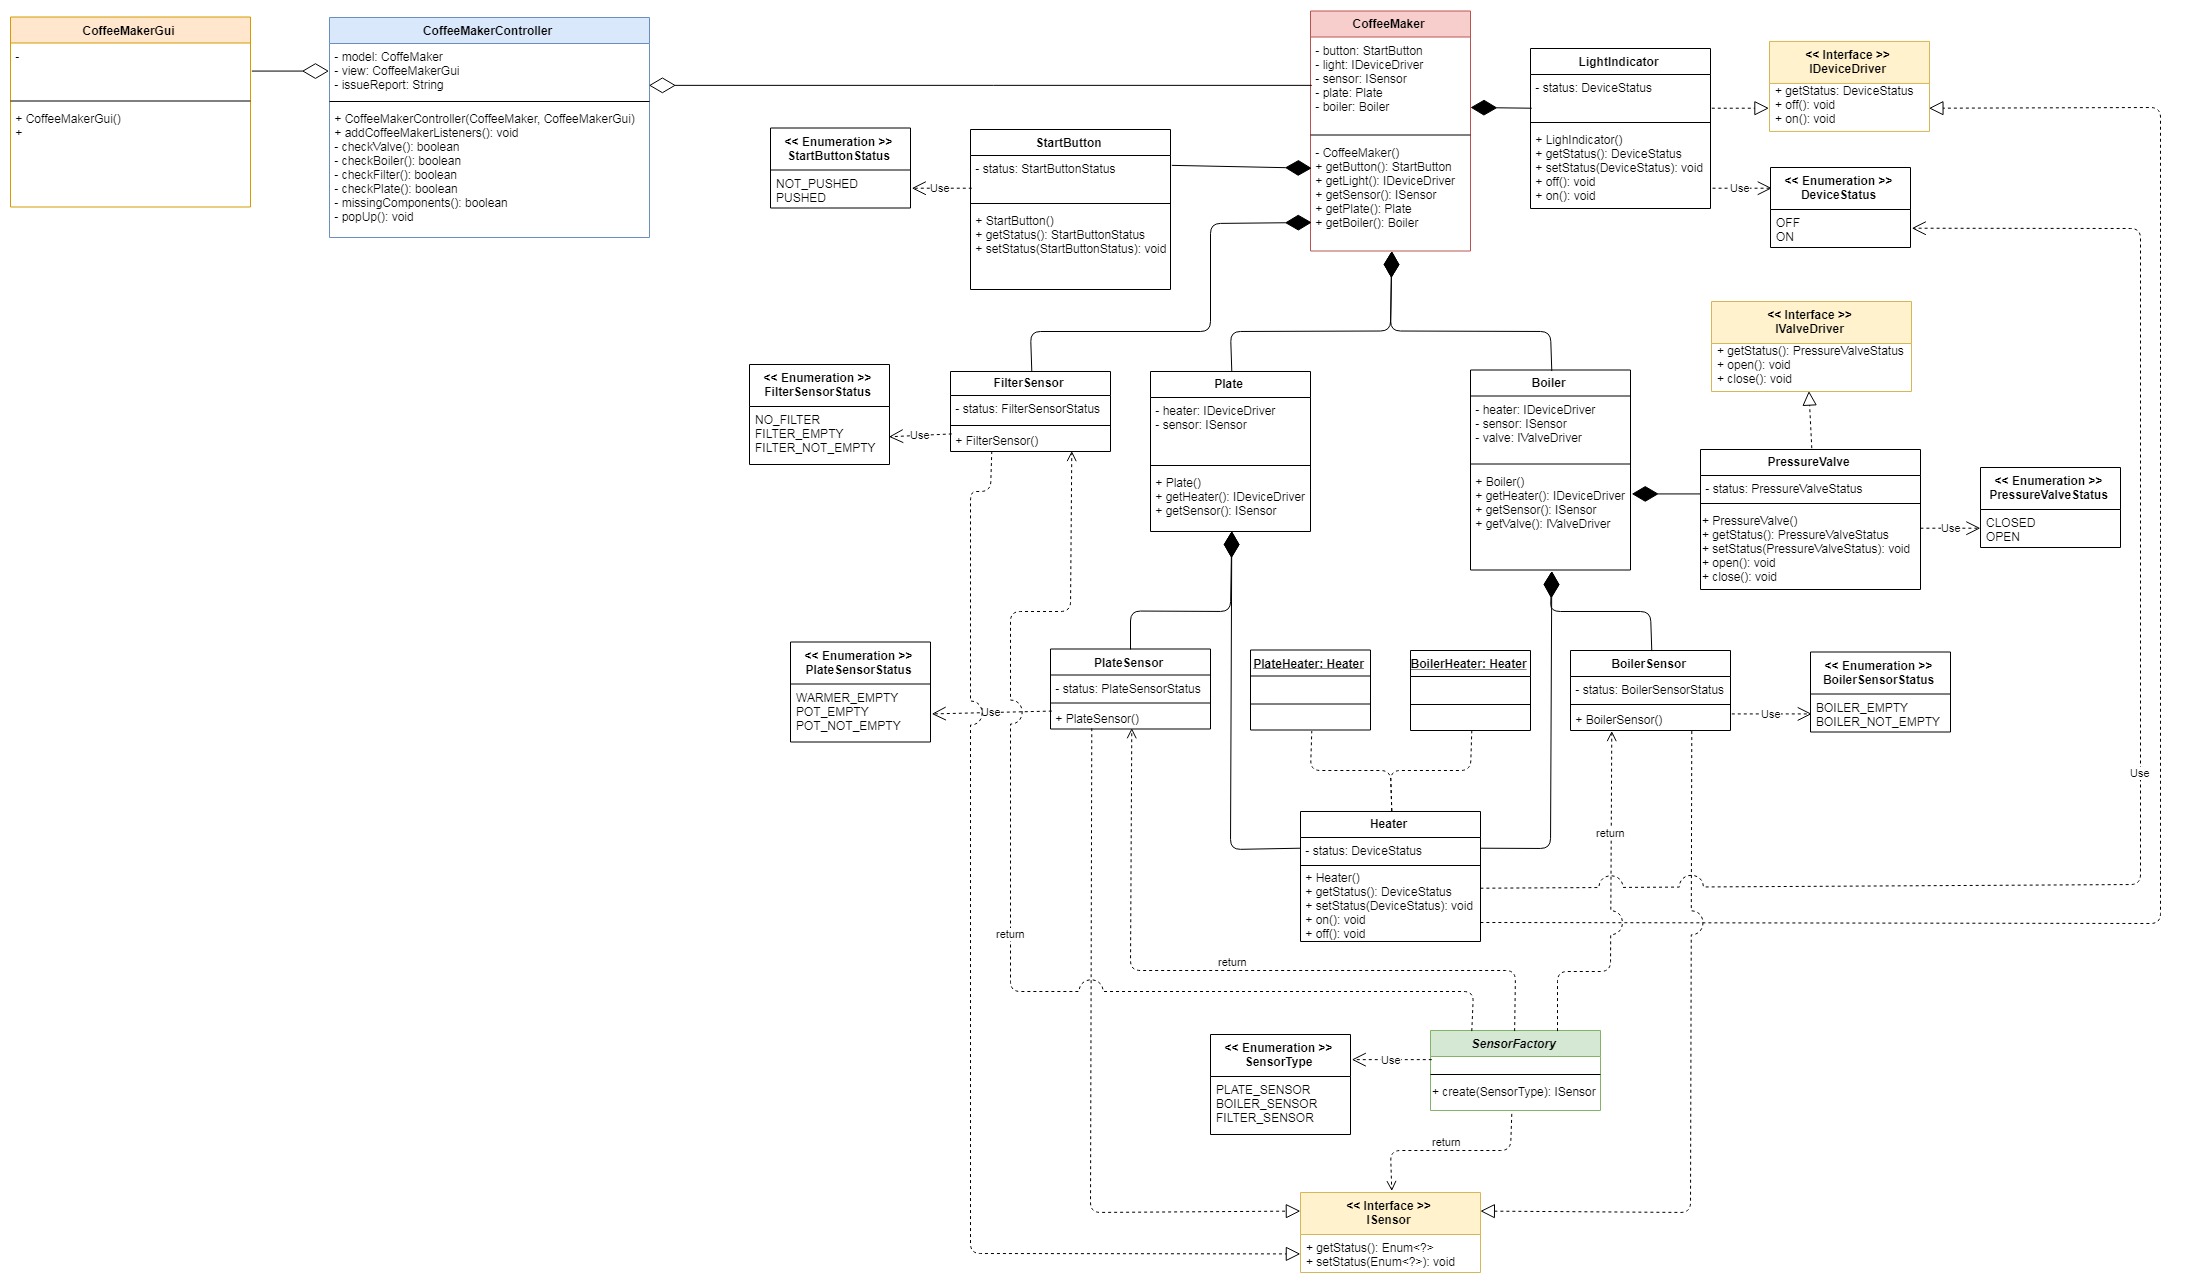 CoffeeMakerGui
-
+ CoffeeMakerGui()
+
CoffeeMakerController
- model: CoffeMaker
- view: CoffeeMakerGui
- issueReport: String
+ CoffeeMakerController(CoffeeMaker, CoffeeMakerGui)
+ addCoffeeMakerListeners(): void
- checkValve(): boolean
- checkBoiler(): boolean
- checkFilter(): boolean
- checkPlate(): boolean
- missingComponents(): boolean
- popUp(): void
CoffeeMaker
- button: StartButton
- light: IDeviceDriver
- sensor: ISensor
- plate: Plate
- boiler: Boiler
- CoffeeMaker()
+ getButton(): StartButton
+ getLight(): IDeviceDriver
+ getSensor(): ISensor
+ getPlate(): Plate
+ getBoiler(): Boiler
LightIndicator
- status: DeviceStatus
+ LighIndicator()
+ getStatus(): DeviceStatus
+ setStatus(DeviceStatus): void
+ off(): void
+ on(): void
<< Interface >>
IDeviceDriver
+ getStatus: DeviceStatus
+ off(): void
+ on(): void
<< Enumeration >>
StartButtonStatus
NOT_PUSHED
PUSHED
Use
StartButton
- status: StartButtonStatus
+ StartButton()
+ getStatus(): StartButtonStatus
+ setStatus(StartButtonStatus): void
Use
<< Enumeration >>
DeviceStatus
OFF
ON
<< Interface >>
IValveDriver
+ getStatus(): PressureValveStatus
+ open(): void
+ close(): void
<< Enumeration >>
FilterSensorStatus
NO_FILTER
FILTER_EMPTY
FILTER_NOT_EMPTY
Use
FilterSensor
- status: FilterSensorStatus
+ FilterSensor()
Plate
- heater: IDeviceDriver
- sensor: ISensor
+ Plate()
+ getHeater(): IDeviceDriver
+ getSensor(): ISensor
Boiler
- heater: IDeviceDriver
- sensor: ISensor
- valve: IValveDriver
+ Boiler()
+ getHeater(): IDeviceDriver
+ getSensor(): ISensor
+ getValve(): IValveDriver
PressureValve
- status: PressureValveStatus
+ PressureValve()
+ getStatus(): PressureValveStatus
+ setStatus(PressureValveStatus): void
+ open(): void
+ close(): void
Use
<< Enumeration >>
PressureValveStatus
CLOSED
OPEN
<< Enumeration >>
PlateSensorStatus
WARMER_EMPTY
POT_EMPTY
POT_NOT_EMPTY
Use
PlateSensor
- status: PlateSensorStatus
+ PlateSensor()
PlateHeater: Heater
BoilerHeater: Heater
BoilerSensor
- status: BoilerSensorStatus
+ BoilerSensor()
Use
<< Enumeration >>
BoilerSensorStatus
BOILER_EMPTY
BOILER_NOT_EMPTY
Use
Heater
- status: DeviceStatus
+ Heater()
+ getStatus(): DeviceStatus
+ setStatus(DeviceStatus): void
+ on(): void
+ off(): void
return
return
return
<< Enumeration >>
SensorType
PLATE_SENSOR
BOILER_SENSOR
FILTER_SENSOR
Use
SensorFactory
+ create(SensorType): ISensor
return
<< Interface >>
ISensor
+ getStatus(): Enum<?>
+ setStatus(Enum<?>): void